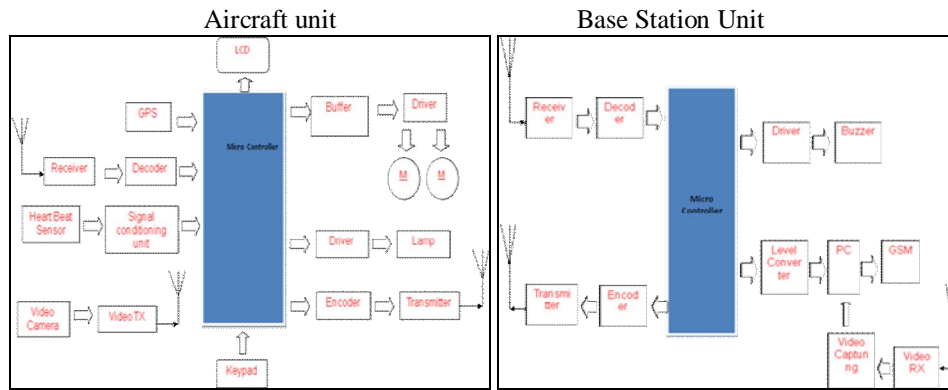 Aircraft unit
Base Station Unit
LCD
GPS
Micro Controller
Buffer
Driver
M
M
Receiver
Decoder
Heart Beat
Sensor
Signal
conditioning
unit
Driver
Lamp
Encoder
Transmitter
Video
Camera
Video TX
Keypad
Receiv
er
Decod
er
Driver
Buzzer
Micro
Controller
Level
Conver
ter
PC
GSM
Transmi
tter
Encod
er
Video
Capturi
ng
Video
RX